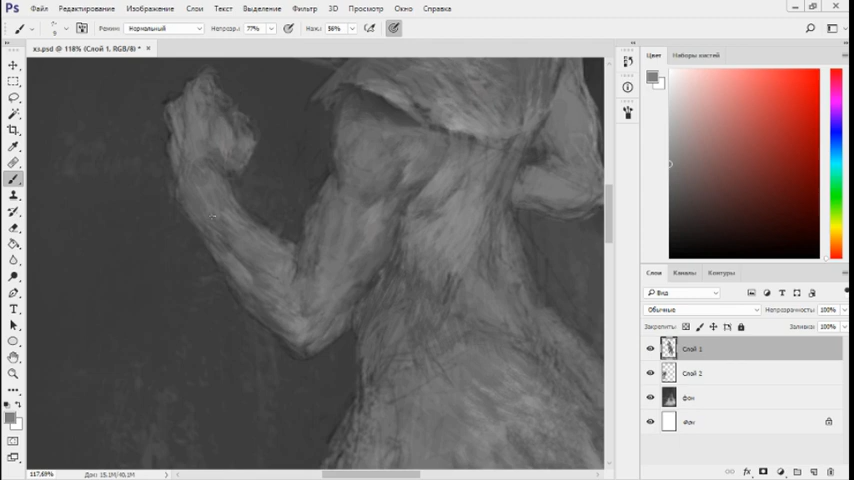 Ps Файл Редактирование Изображение Слои Текст Выделение Фильтр 3D Просмотр Окно Справка
Режим: Нормальный Непрозр.: 77% Нажм.: 56%
хз.psd @ 118% (Слой 1, RGB/8) * ×
Цвет Наборы кистей
Слои Каналы Контуры
Вид
Обычные Непрозрачность: 100%
Закрепить: Заливка: 100%
Слой 1
Слой 2
фон
Фон
117,69%